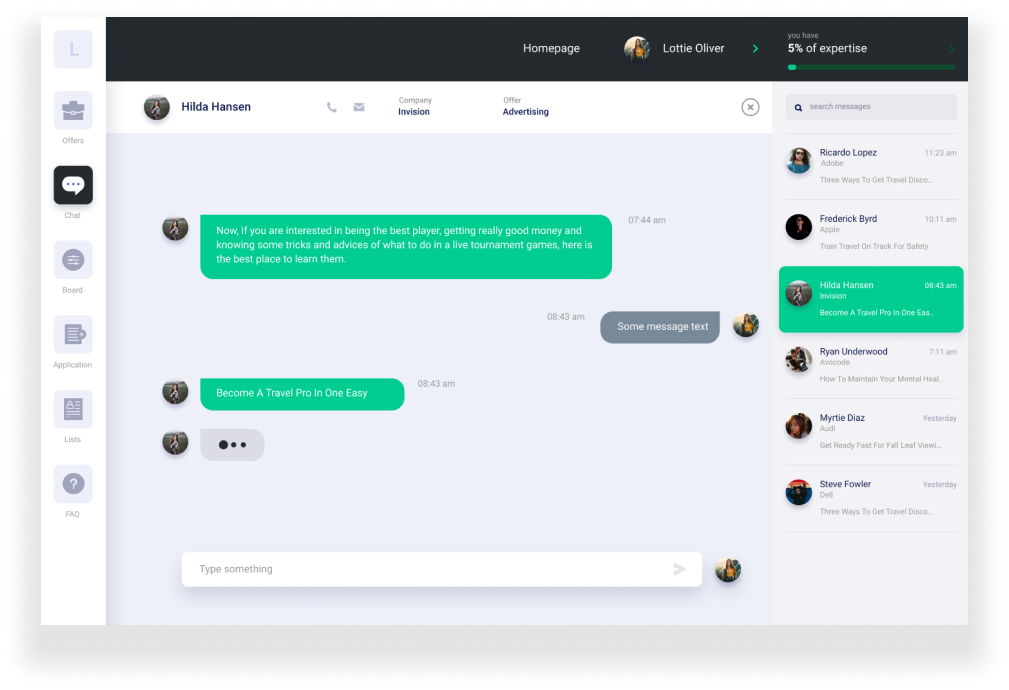 L
Homepage
Lottie Oliver
you have
5% of expertise
Offers
Chat
Board
Application
Lists
FAQ
Hilda Hansen
Company
Invision
Offer
Advertising
07:44 am
Now, if you are interested in being the best player, getting really good money and
knowing some tricks and advices of what to do in a live tournament games, here is
the best place to learn them.
08:43 am
Some message text
Become A Travel Pro In One Easy
08:43 am
Type something
search messages
Ricardo Lopez
11:23 am
Adobe
Three Ways To Get Travel Disco..
Frederick Byrd
10:11 am
Apple
Train Travel On Track For Safety
Hilda Hansen
08:43 am
Invision
Become A Travel Pro In One Eas..
Ryan Underwood
7:11 am
Avocode
How To Maintain Your Mental Heal..
Myrtie Diaz
Yesterday
Audi
Get Ready Fast For Fall Leaf Viewi...
Steve Fowler
Yesterday
Dell
Three Ways To Get Travel Disco..